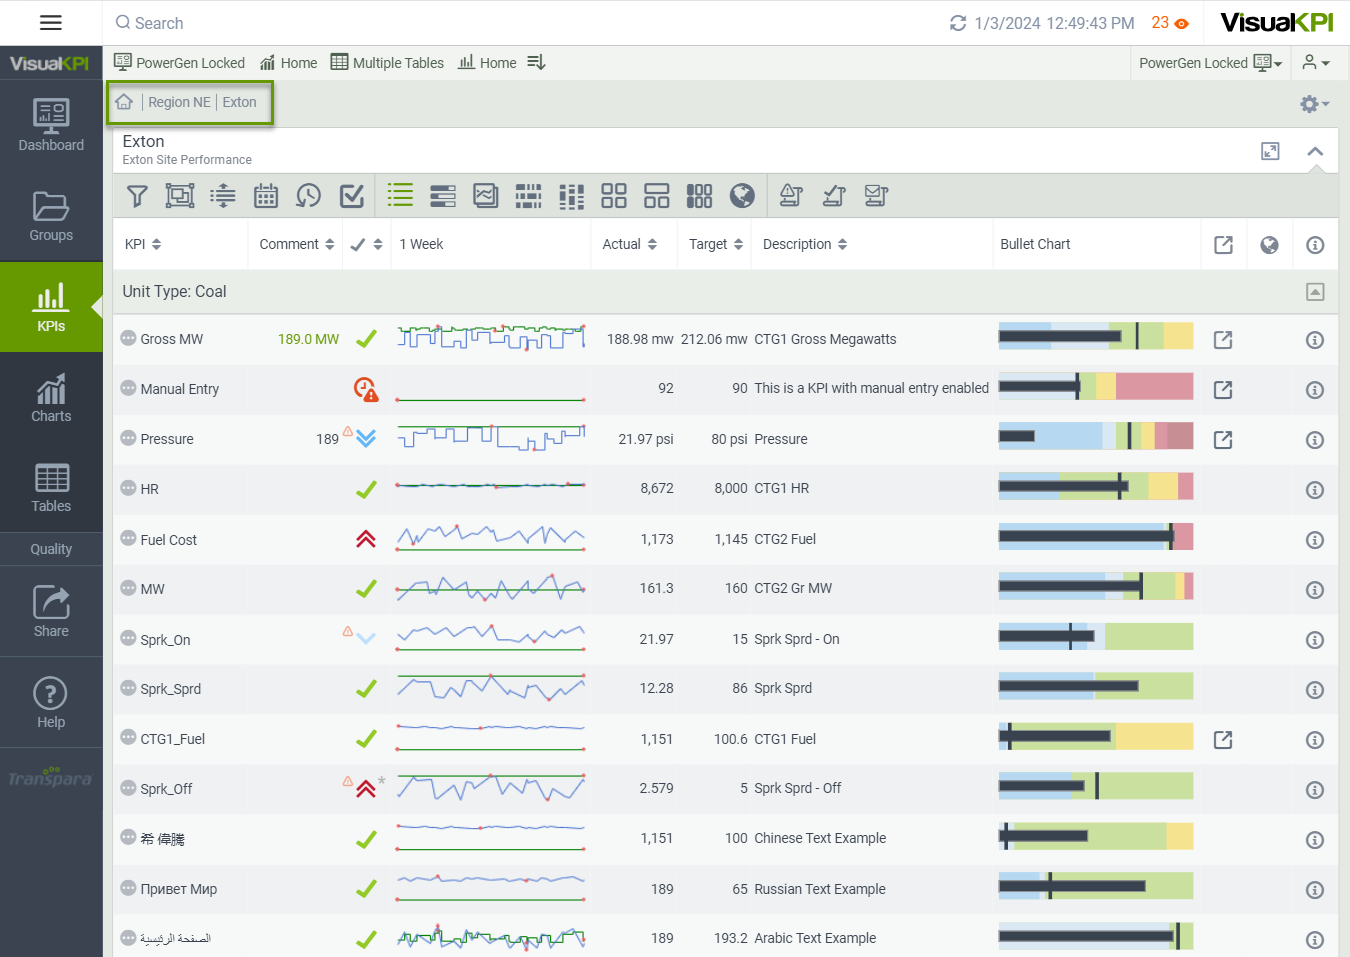 Search
1/3/2024 12:49:43 PM 23
VisualKPI
VisualKPI
PowerGen Locked Home Multiple Tables Home
PowerGen Locked
Region NE Exton
Dashboard
Groups
KPIs
Charts
Tables
Quality
Share
Help
Transpara
Exton
Exton Site Performance
KPI Comment 1 Week Actual Target Description Bullet Chart
Unit Type: Coal
Gross MW 189.0 MW 188.98 mw 212.06 mw CTG1 Gross Megawatts
Manual Entry 92 90 This is a KPI with manual entry enabled
Pressure 189 21.97 psi 80 psi Pressure
HR 8,672 8,000 CTG1 HR
Fuel Cost 1,173 1,145 CTG2 Fuel
MW 161.3 160 CTG2 Gr MW
Sprk_On 21.97 15 Sprk Sprd - On
Sprk_Sprd 12.28 86 Sprk Sprd
CTG1_Fuel 1,151 100.6 CTG1 Fuel
Sprk_Off * 2.579 5 Sprk Sprd - Off
希 偉騰 1,151 100 Chinese Text Example
Привет Мир 189 65 Russian Text Example
الصفحة الرئيسية 189 193.2 Arabic Text Example